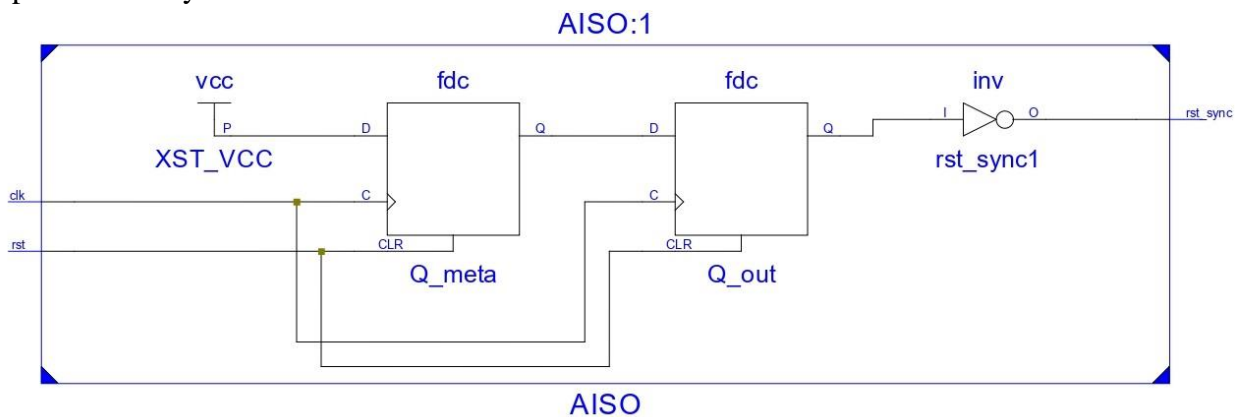 AISO:1
vcc
fdc
fdc
inv
P
D
Q
D
Q
I
O
rst_sync
XST_VCC
rst_sync1
clk
C
C
rst
CLR
CLR
Q_meta
Q_out
AISO